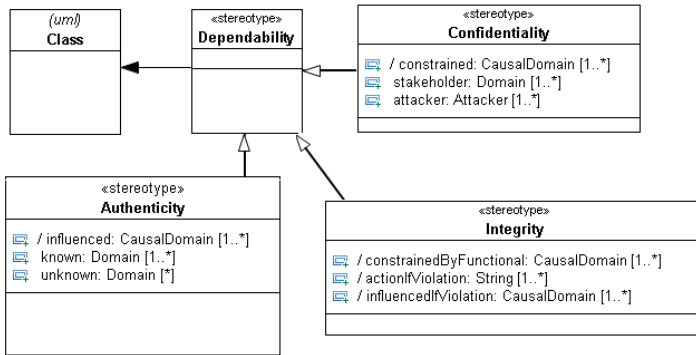 (uml)
Class
«stereotype»
Dependability
«stereotype»
Confidentiality
/ constrained: CausalDomain [1..*]
stakeholder: Domain [1..*]
attacker: Attacker [1..*]
«stereotype»
Authenticity
/ influenced: CausalDomain [1..*]
known: Domain [1..*]
unknown: Domain [*]
«stereotype»
Integrity
/ constrainedByFunctional: CausalDomain [1..*]
/ actionIfViolation: String [1..*]
/ influencedIfViolation: CausalDomain [1..*]